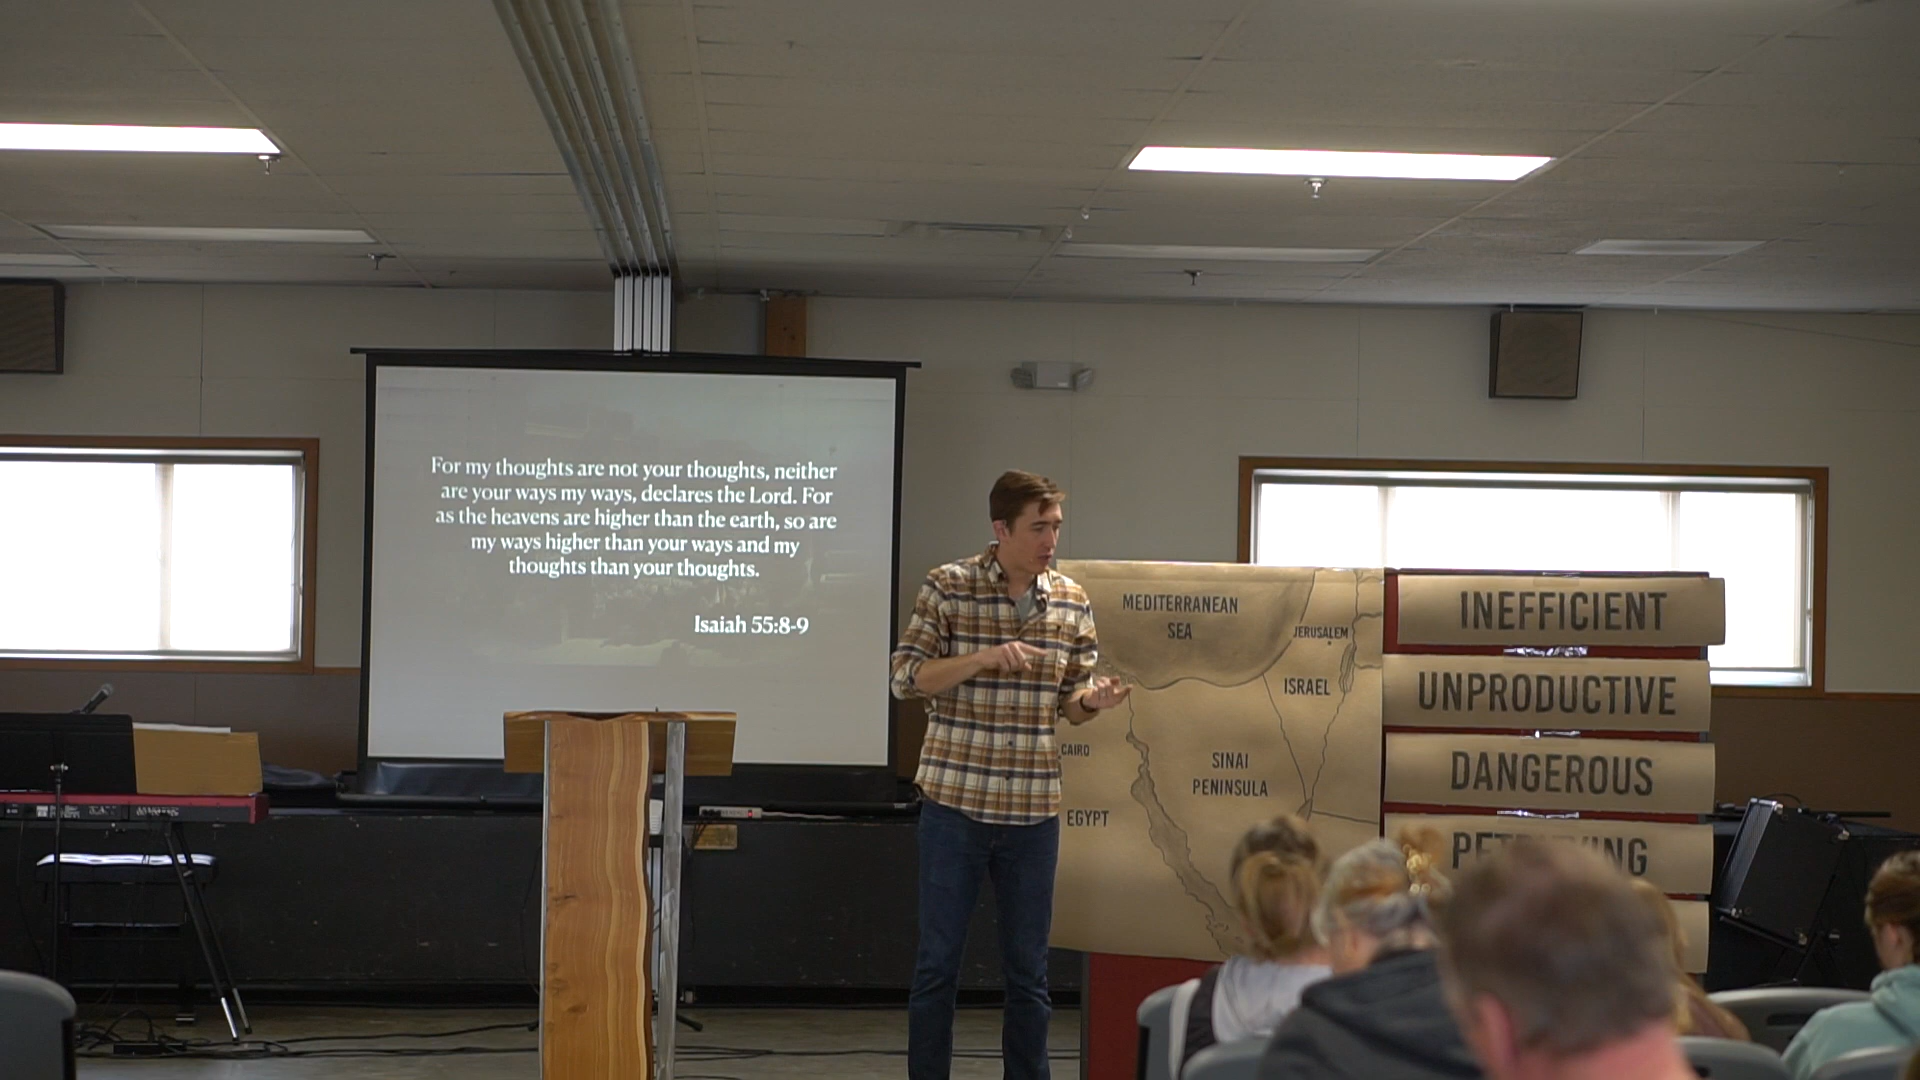 For my thoughts are not your thoughts, neither
are your ways my ways, declares the Lord. For
as the heavens are higher than the earth, so are
my ways higher than your ways and my
thoughts than your thoughts.
Isaiah 55:8-9
MEDITERRANEAN
SEA
JERUSALEM
ISRAEL
CAIRO
SINAI
PENINSULA
EGYPT
INEFFICIENT
UNPRODUCTIVE
DANGEROUS